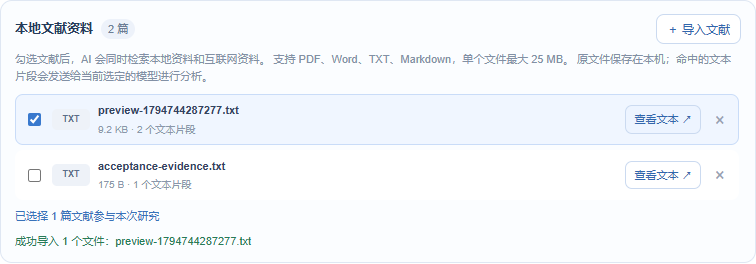 本地文献资料 2 篇
+ 导入文献
勾选文献后，AI 会同时检索本地资料和互联网资料。 支持 PDF、Word、TXT、Markdown，单个文件最大 25 MB。 原文件保存在本机；命中的文本
片段会发送给当前选定的模型进行分析。
TXT
preview-1794744287277.txt
9.2 KB · 2 个文本片段
查看文本 ↗ ×
TXT
acceptance-evidence.txt
175 B · 1 个文本片段
查看文本 ↗ ×
已选择 1 篇文献参与本次研究
成功导入 1 个文件：preview-1794744287277.txt